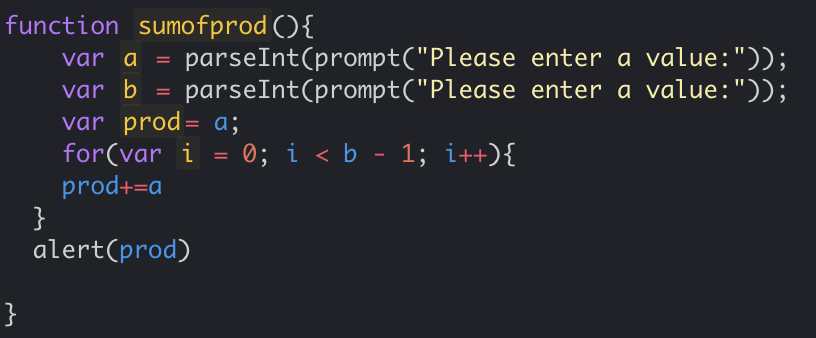 function sumofprod(){
    var a = parseInt(prompt("Please enter a value:"));
    var b = parseInt(prompt("Please enter a value:"));
    var prod= a;
    for(var i = 0; i < b - 1; i++){
    prod+=a
  }
  alert(prod)

}